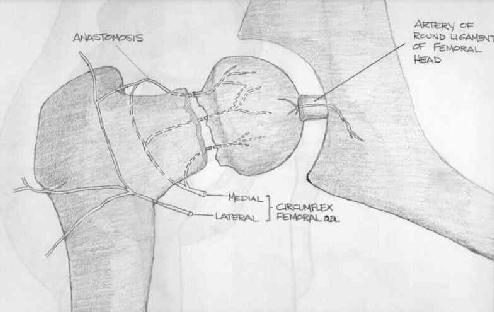 ANASTOMOSIS
ARTERY OF
ROUND LIGAMENT
OF FEMORAL
HEAD
MEDIAL
LATERAL
CIRCUMFLEX
FEMORAL aa.